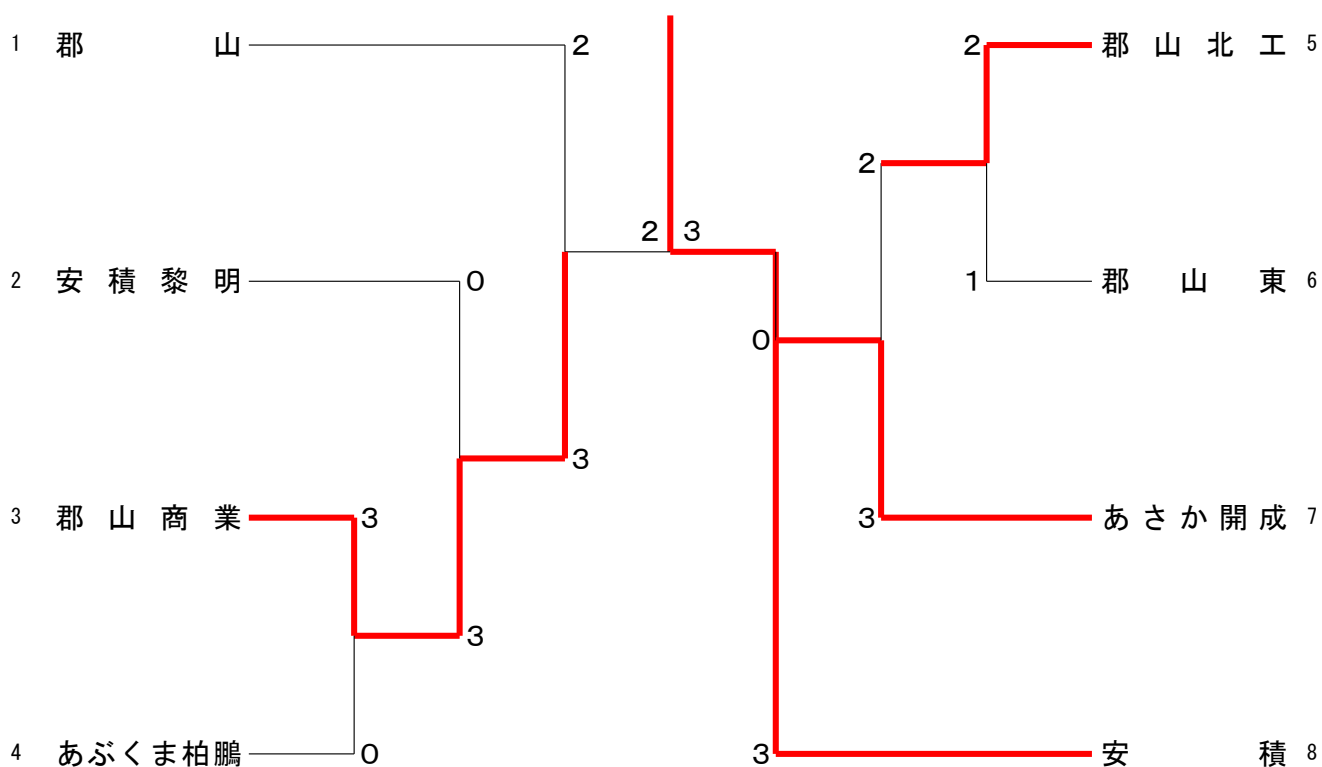 1 郡山 2
2 郡山北工 5
2
2 3
2 安積黎明 0
1 郡山東 6
0
3
3 郡山商業 3
3 あさか開成 7
3
4 あぶくま柏鵬 0
3 安積 8